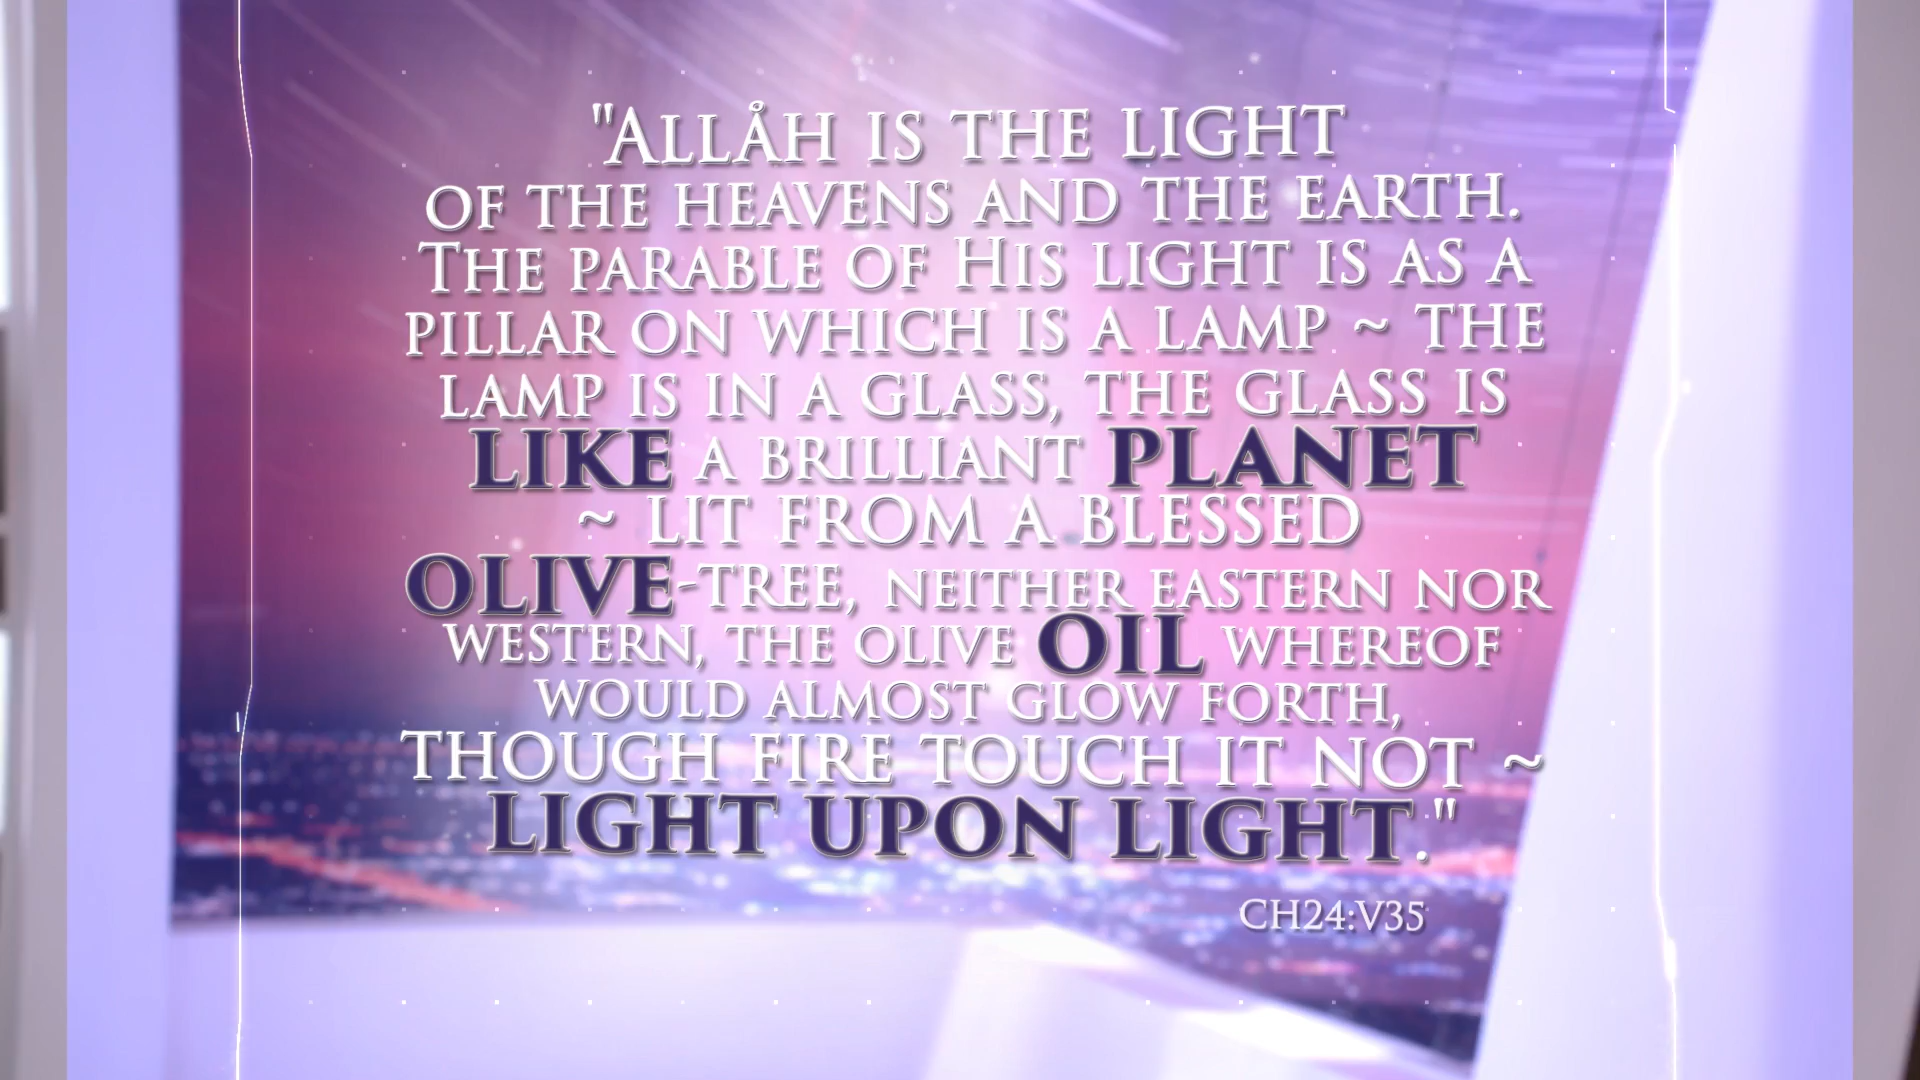 "Allåh is the light
of the heavens and the earth.
The parable of His light is as a
pillar on which is a lamp ~ the
lamp is in a glass, the glass is
LIKE a brilliant PLANET
~ lit from a blessed
OLIVE-tree, neither eastern nor
western, the olive OIL whereof
would almost glow forth,
though fire touch it not ~
LIGHT UPON LIGHT."
CH24:V35